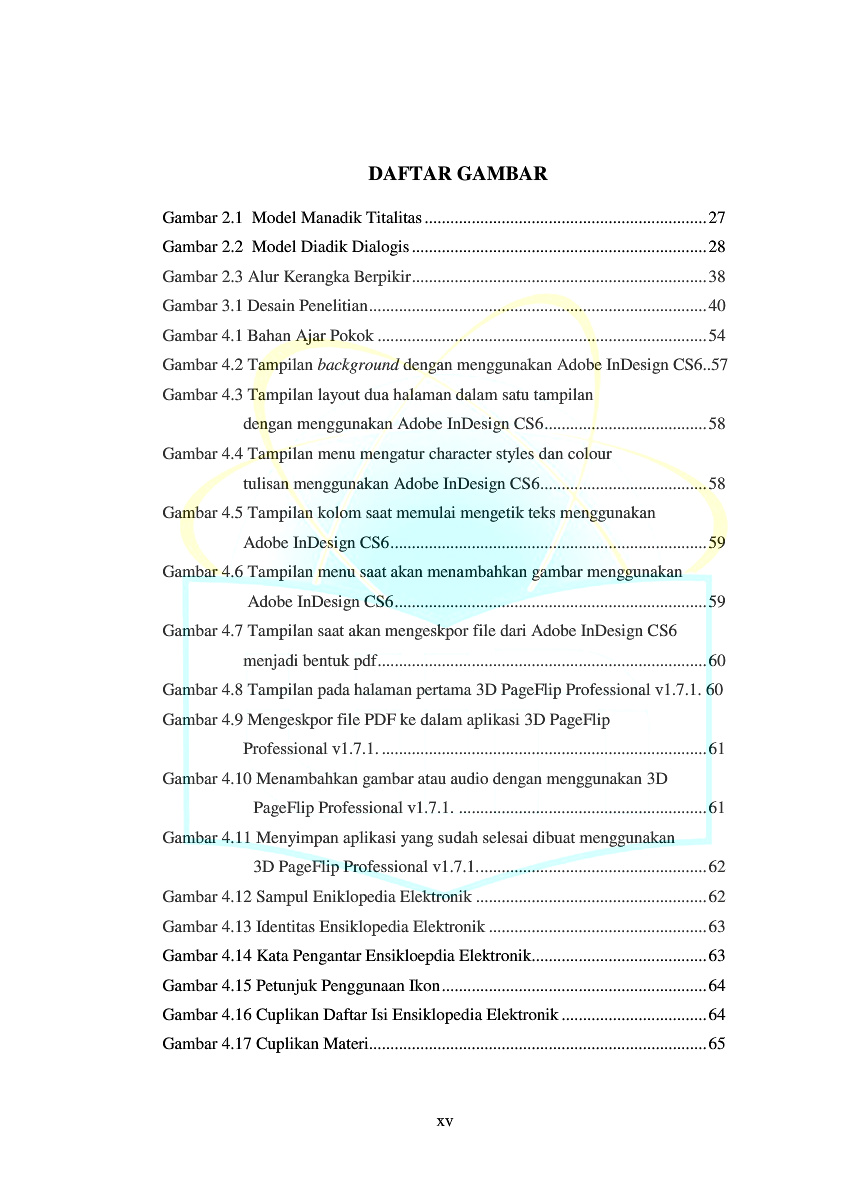 DAFTAR GAMBAR
Gambar 2.1  Model Manadik Titalitas..................................................................27
Gambar 2.2  Model Diadik Dialogis.....................................................................28
Gambar 2.3 Alur Kerangka Berpikir.....................................................................38
Gambar 3.1 Desain Penelitian...............................................................................40
Gambar 4.1 Bahan Ajar Pokok .............................................................................54
Gambar 4.2 Tampilan background dengan menggunakan Adobe InDesign CS6..57
Gambar 4.3 Tampilan layout dua halaman dalam satu tampilan
dengan menggunakan Adobe InDesign CS6......................................58
Gambar 4.4 Tampilan menu mengatur character styles dan colour
tulisan menggunakan Adobe InDesign CS6.......................................58
Gambar 4.5 Tampilan kolom saat memulai mengetik teks menggunakan
Adobe InDesign CS6..........................................................................59
Gambar 4.6 Tampilan menu saat akan menambahkan gambar menggunakan
Adobe InDesign CS6.........................................................................59
Gambar 4.7 Tampilan saat akan mengeskpor file dari Adobe InDesign CS6
menjadi bentuk pdf.............................................................................60
Gambar 4.8 Tampilan pada halaman pertama 3D PageFlip Professional v1.7.1. 60
Gambar 4.9 Mengeskpor file PDF ke dalam aplikasi 3D PageFlip
Professional v1.7.1. ............................................................................61
Gambar 4.10 Menambahkan gambar atau audio dengan menggunakan 3D
PageFlip Professional v1.7.1. ..........................................................61
Gambar 4.11 Menyimpan aplikasi yang sudah selesai dibuat menggunakan
3D PageFlip Professional v1.7.1......................................................62
Gambar 4.12 Sampul Eniklopedia Elektronik ......................................................62
Gambar 4.13 Identitas Ensiklopedia Elektronik ...................................................63
Gambar 4.14 Kata Pengantar Ensikloepdia Elektronik.........................................63
Gambar 4.15 Petunjuk Penggunaan Ikon..............................................................64
Gambar 4.16 Cuplikan Daftar Isi Ensiklopedia Elektronik ..................................64
Gambar 4.17 Cuplikan Materi...............................................................................65
xv